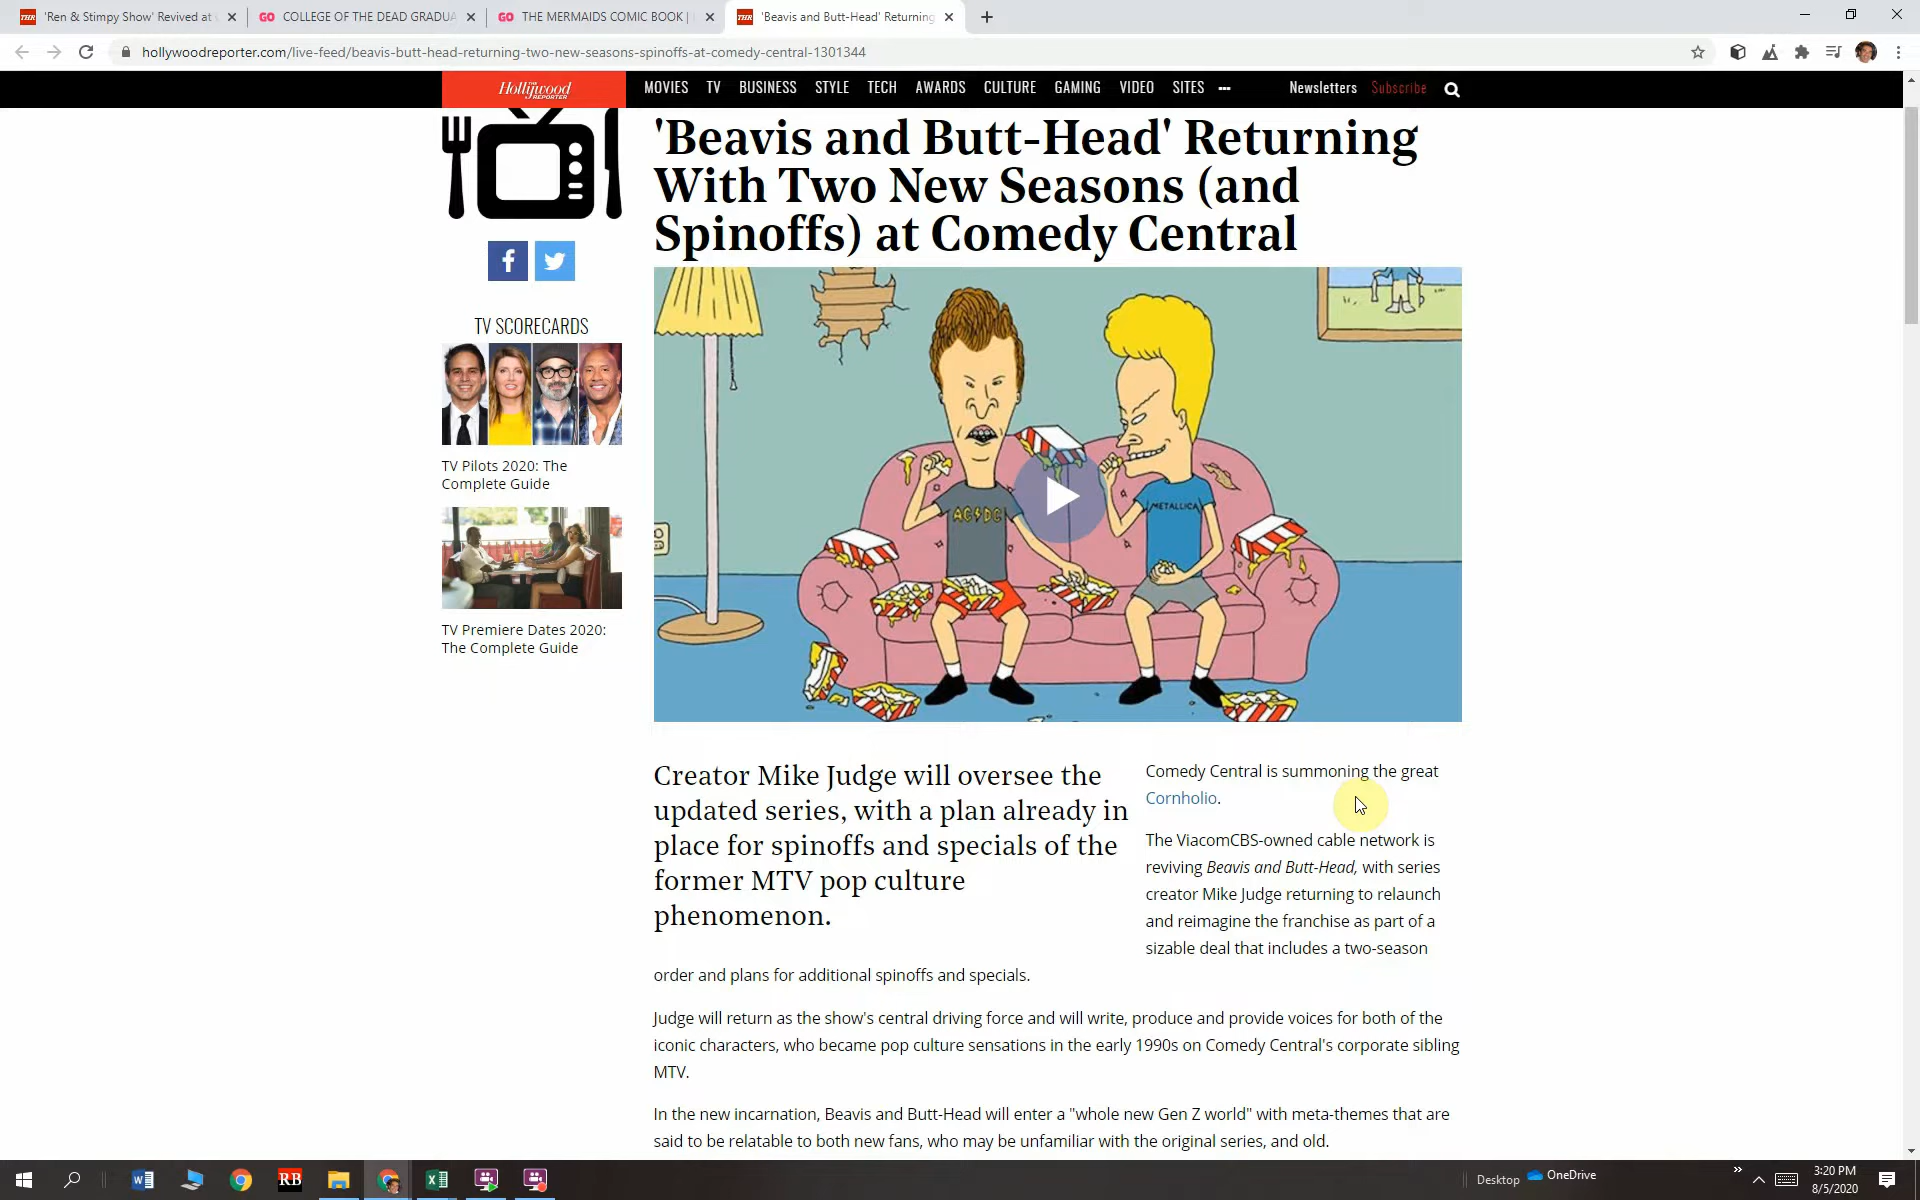 'Ren & Stimpy Show' Revived at
COLLEGE OF THE DEAD GRADUA
THE MERMAIDS COMIC BOOK |
'Beavis and Butt-Head' Returning
hollywoodreporter.com/live-feed/beavis-butt-head-returning-two-new-seasons-spinoffs-at-comedy-central-1301344
THE Hollywood REPORTER
MOVIES TV BUSINESS STYLE TECH AWARDS CULTURE GAMING VIDEO SITES ••• Newsletters Subscribe
'Beavis and Butt-Head' Returning
With Two New Seasons (and
Spinoffs) at Comedy Central
TV SCORECARDS
TV Pilots 2020: The
Complete Guide
TV Premiere Dates 2020:
The Complete Guide
AC⚡DC
METALLICA
Creator Mike Judge will oversee the
updated series, with a plan already in
place for spinoffs and specials of the
former MTV pop culture
phenomenon.
Comedy Central is summoning the great
Cornholio.
The ViacomCBS-owned cable network is
reviving Beavis and Butt-Head, with series
creator Mike Judge returning to relaunch
and reimagine the franchise as part of a
sizable deal that includes a two-season
order and plans for additional spinoffs and specials.
Judge will return as the show's central driving force and will write, produce and provide voices for both of the
iconic characters, who became pop culture sensations in the early 1990s on Comedy Central's corporate sibling
MTV.
In the new incarnation, Beavis and Butt-Head will enter a "whole new Gen Z world" with meta-themes that are
said to be relatable to both new fans, who may be unfamiliar with the original series, and old.
RB
Desktop
OneDrive
3:20 PM
8/5/2020